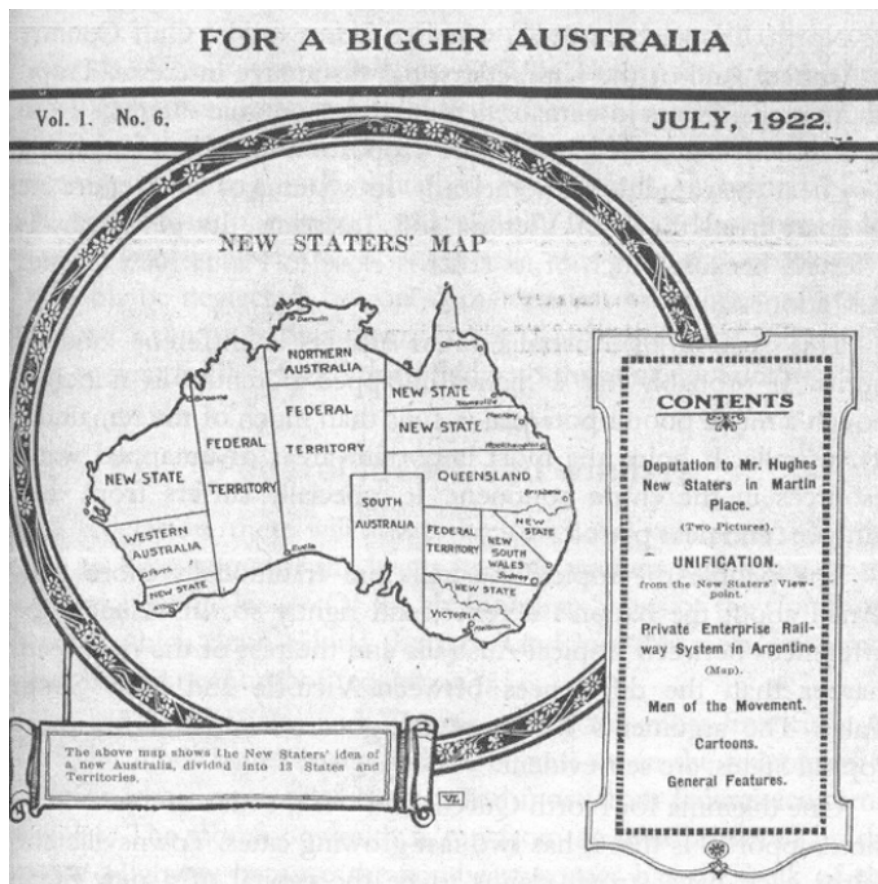 FOR A BIGGER AUSTRALIA
Vol. 1. No. 6.
JULY, 1922.
NEW STATERS' MAP
NORTHERN
AUSTRALIA
FEDERAL
TERRITORY
FEDERAL
TERRITORY
NEW STATE
NEW STATE
QUEENSLAND
NEW STATE
SOUTH
AUSTRALIA
WESTERN
AUSTRALIA
NEW STATE
Eucla
FEDERAL
TERRITORY
NEW
STATE
NEW
SOUTH
WALES
Sydney
NEW STATE
Victoria
CONTENTS
Deputation to Mr. Hughes
New Staters in Martin
Place.
(Two Pictures)
UNIFICATION,
from the New Staters' View-
point.
Private Enterprise Rail-
way System in Argentine
(Map).
Men of the Movement.
Cartoons.
General Features.
The above map shows the New Staters' idea of
a new Australia, divided into 13 States and
Territories.